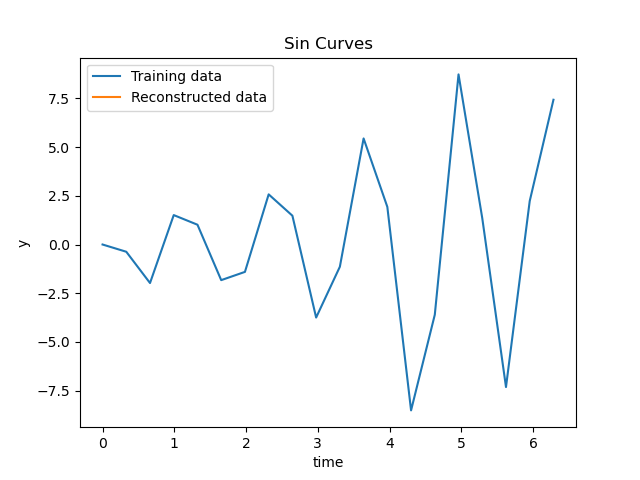 Sin Curves
Training data
Reconstructed data
7.5
5.0
2.5
0.0
−2.5
−5.0
−7.5
y
0 1 2 3 4 5 6
time